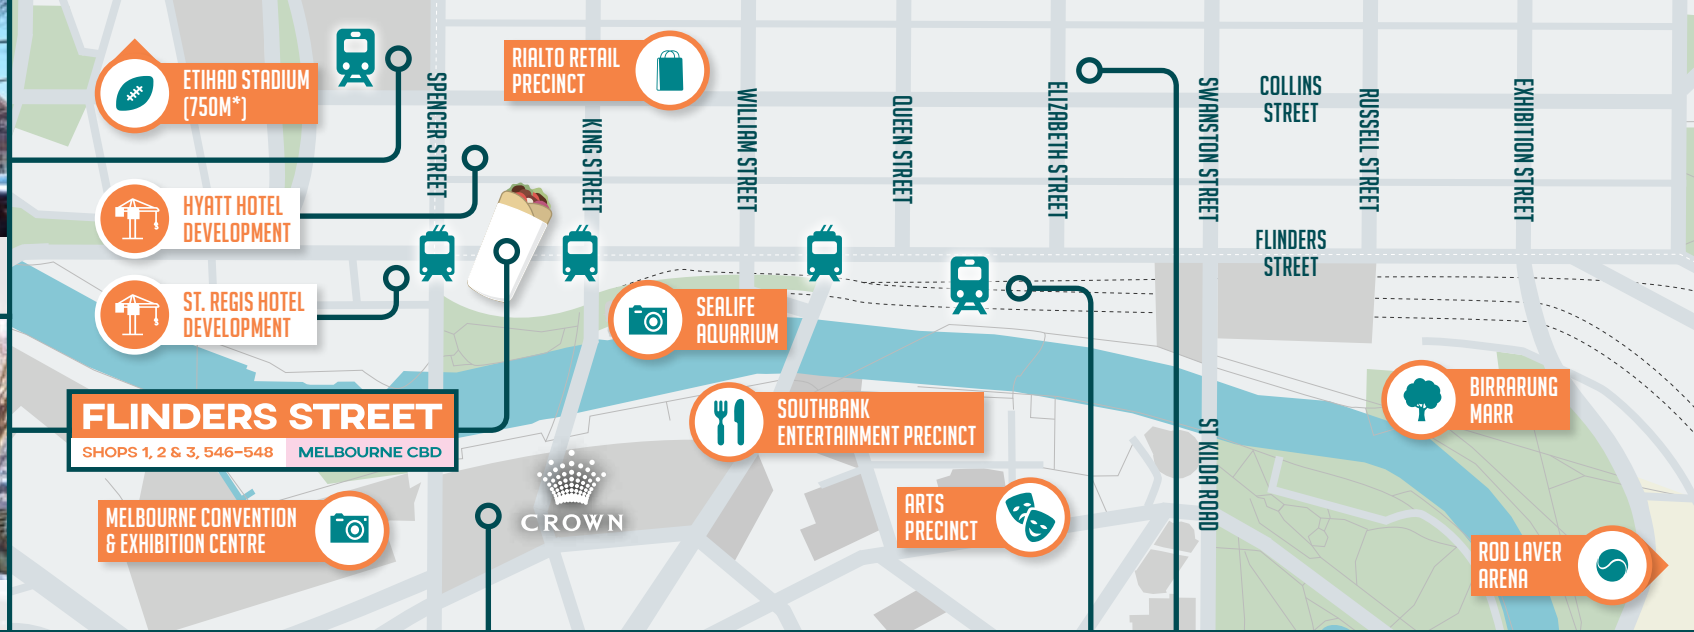 ETIHAD STADIUM
(750M*)
RIALTO RETAIL
PRECINCT
SPENCER STREET
KING STREET
WILLIAM STREET
QUEEN STREET
ELIZABETH STREET
SWANSTON STREET
COLLINS
STREET
RUSSELL STREET
EXHIBITION STREET
HYATT HOTEL
DEVELOPMENT
FLINDERS
STREET
ST. REGIS HOTEL
DEVELOPMENT
SEALIFE
AQUARIUM
FLINDERS STREET
SHOPS 1, 2 & 3, 546-548
MELBOURNE CBD
SOUTHBANK
ENTERTAINMENT PRECINCT
BIRRARUNG
MARR
ST KILDA ROAD
MELBOURNE CONVENTION
& EXHIBITION CENTRE
CROWN
ARTS
PRECINCT
ROD LAVER
ARENA